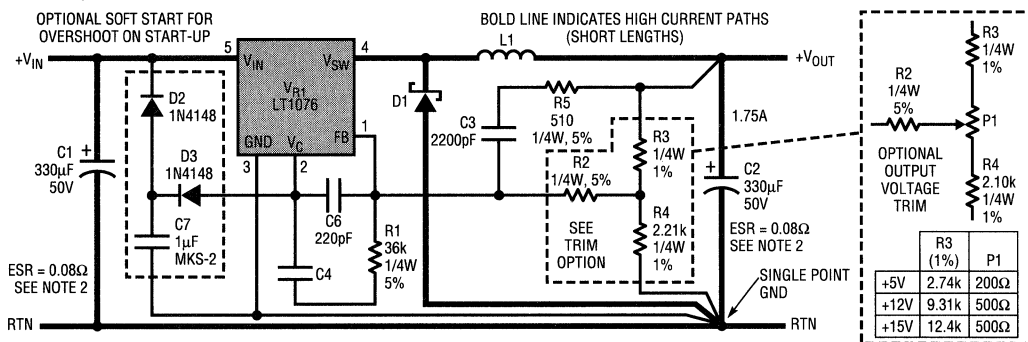 OPTIONAL SOFT START FOR
OVERSHOOT ON START-UP
BOLD LINE INDICATES HIGH CURRENT PATHS
(SHORT LENGTHS)
+VIN
5
VIN
VSW
4
L1
+VOUT
VR1
LT1076
GND
VC
FB
1
3
2
D2
1N4148
D3
1N4148
C1
330µF
50V
+
C7
1µF
MKS-2
ESR = 0.08Ω
SEE NOTE 2
C6
220pF
C4
R1
36k
1/4W
5%
D1
C3
2200pF
R5
510
1/4W, 5%
R2
1/4W, 5%
R3
1/4W
1%
SEE
TRIM
OPTION
R4
2.21k
1/4W
1%
1.75A
+
C2
330µF
50V
ESR = 0.08Ω
SEE NOTE 2
SINGLE POINT
GND
RTN
RTN
R3
1/4W
1%
R2
1/4W
5%
P1
OPTIONAL
OUTPUT
VOLTAGE
TRIM
R4
2.10k
1/4W
1%
R3
(1%)
P1
+5V 2.74k 200Ω
+12V 9.31k 500Ω
+15V 12.4k 500Ω